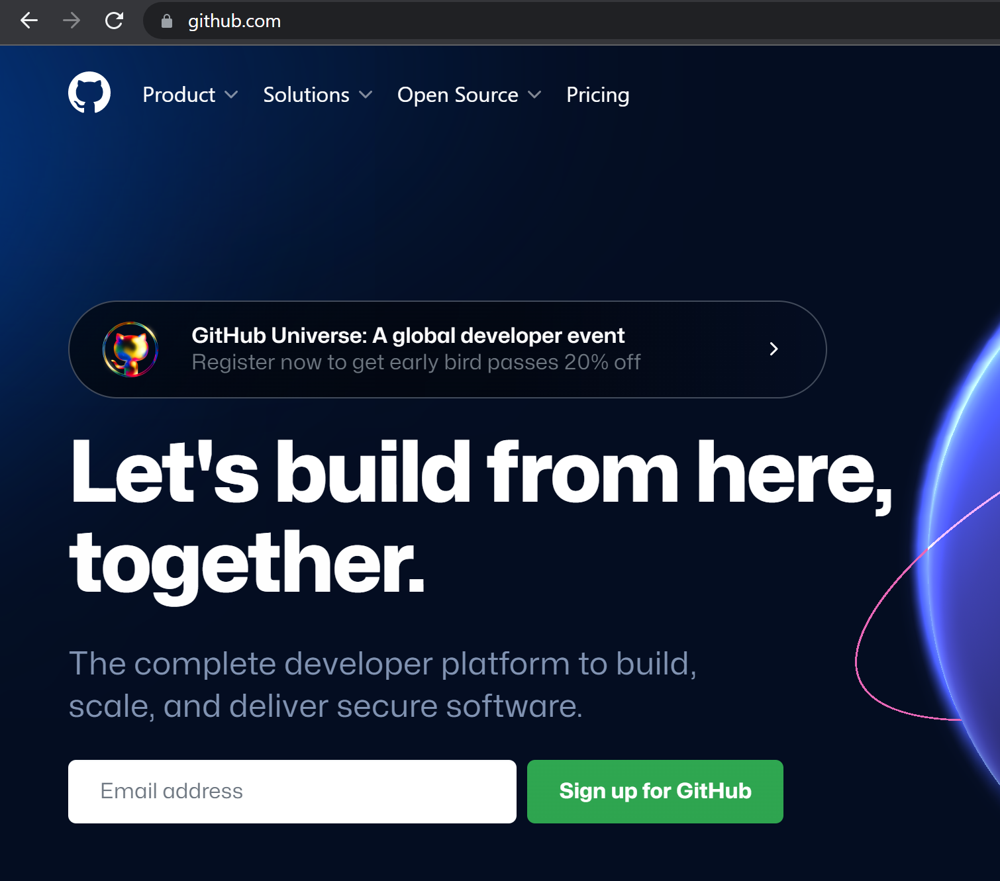 github.com
Product Solutions Open Source Pricing
GitHub Universe: A global developer event
Register now to get early bird passes 20% off
Let's build from here,
together.
The complete developer platform to build,
scale, and deliver secure software.
Email address Sign up for GitHub